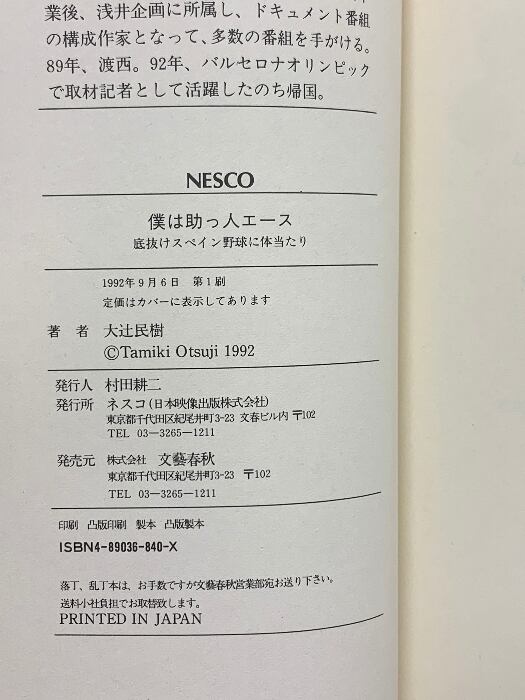 業後、浅井企画に所属し、ドキュメント番組
の構成作家となって、多数の番組を手がける。
89年、渡西。92年、バルセロナオリンピック
で取材記者として活躍したのち帰国。
NESCO
僕は助っ人エース
底抜けスペイン野球に体当たり
1992年9月6日 第1刷
定価はカバーに表示してあります
著 者 大辻民樹
©Tamiki Otsuji 1992
発行人 村田耕二
発行所 ネスコ(日本映像出版株式会社)
東京都千代田区紀尾井町3-23 文春ビル内 〒102
TEL 03—3265—1211
発売元 株式会社 文藝春秋
東京都千代田区紀尾井町3-23 〒102
TEL 03—3265—1211
印刷 凸版印刷 製本 凸版製本
ISBN4-89036-840-X
落丁、乱丁本は、お手数ですが文藝春秋営業部宛お送り下さい。
送料小社負担でお取替致します。
PRINTED IN JAPAN